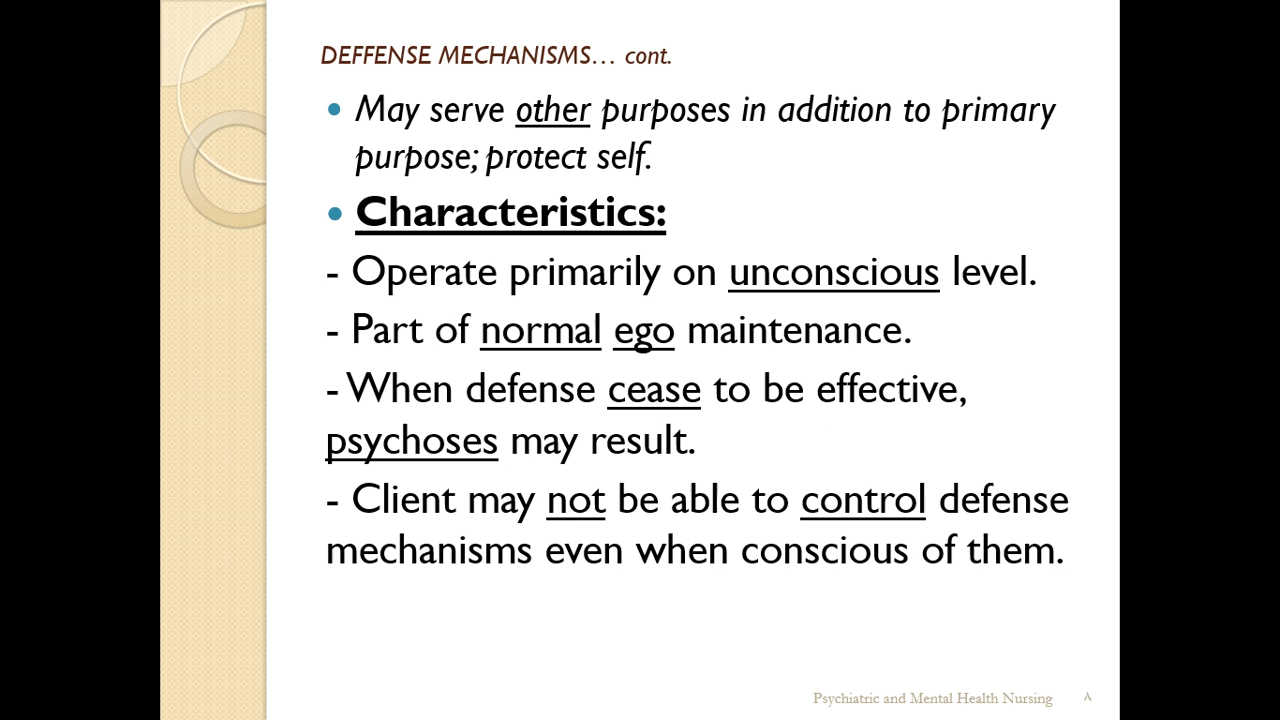 DEFFENSE MECHANISMS... cont.
• May serve other purposes in addition to primary
purpose; protect self.
• Characteristics:
- Operate primarily on unconscious level.
- Part of normal ego maintenance.
- When defense cease to be effective,
psychoses may result.
- Client may not be able to control defense
mechanisms even when conscious of them.
Psychiatric and Mental Health Nursing ٨